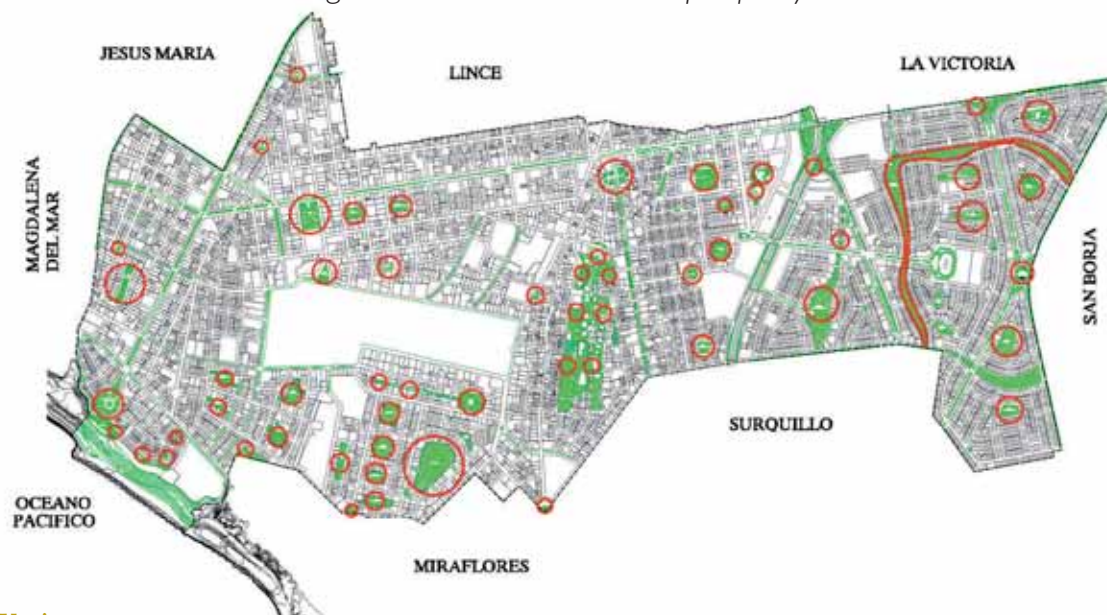 JESUS MARIA
LINCE
LA VICTORIA
MAGDALENA
DEL MAR
SAN BORJA
SURQUILLO
OCEANO
PACIFICO
MIRAFLORES